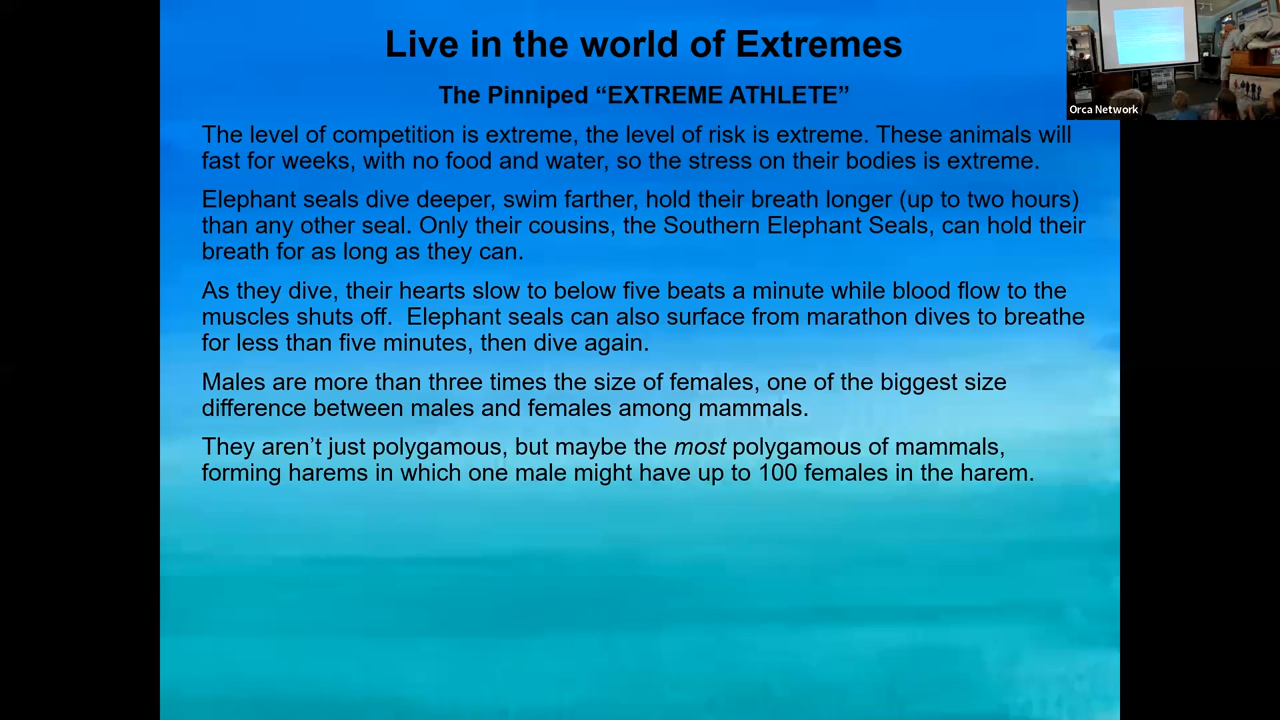 Live in the world of Extremes
The Pinniped “EXTREME ATHLETE”
The level of competition is extreme, the level of risk is extreme. These animals will
fast for weeks, with no food and water, so the stress on their bodies is extreme.
Elephant seals dive deeper, swim farther, hold their breath longer (up to two hours)
than any other seal. Only their cousins, the Southern Elephant Seals, can hold their
breath for as long as they can.
As they dive, their hearts slow to below five beats a minute while blood flow to the
muscles shuts off.  Elephant seals can also surface from marathon dives to breathe
for less than five minutes, then dive again.
Males are more than three times the size of females, one of the biggest size
difference between males and females among mammals.
They aren’t just polygamous, but maybe the most polygamous of mammals,
forming harems in which one male might have up to 100 females in the harem.
Orca Network